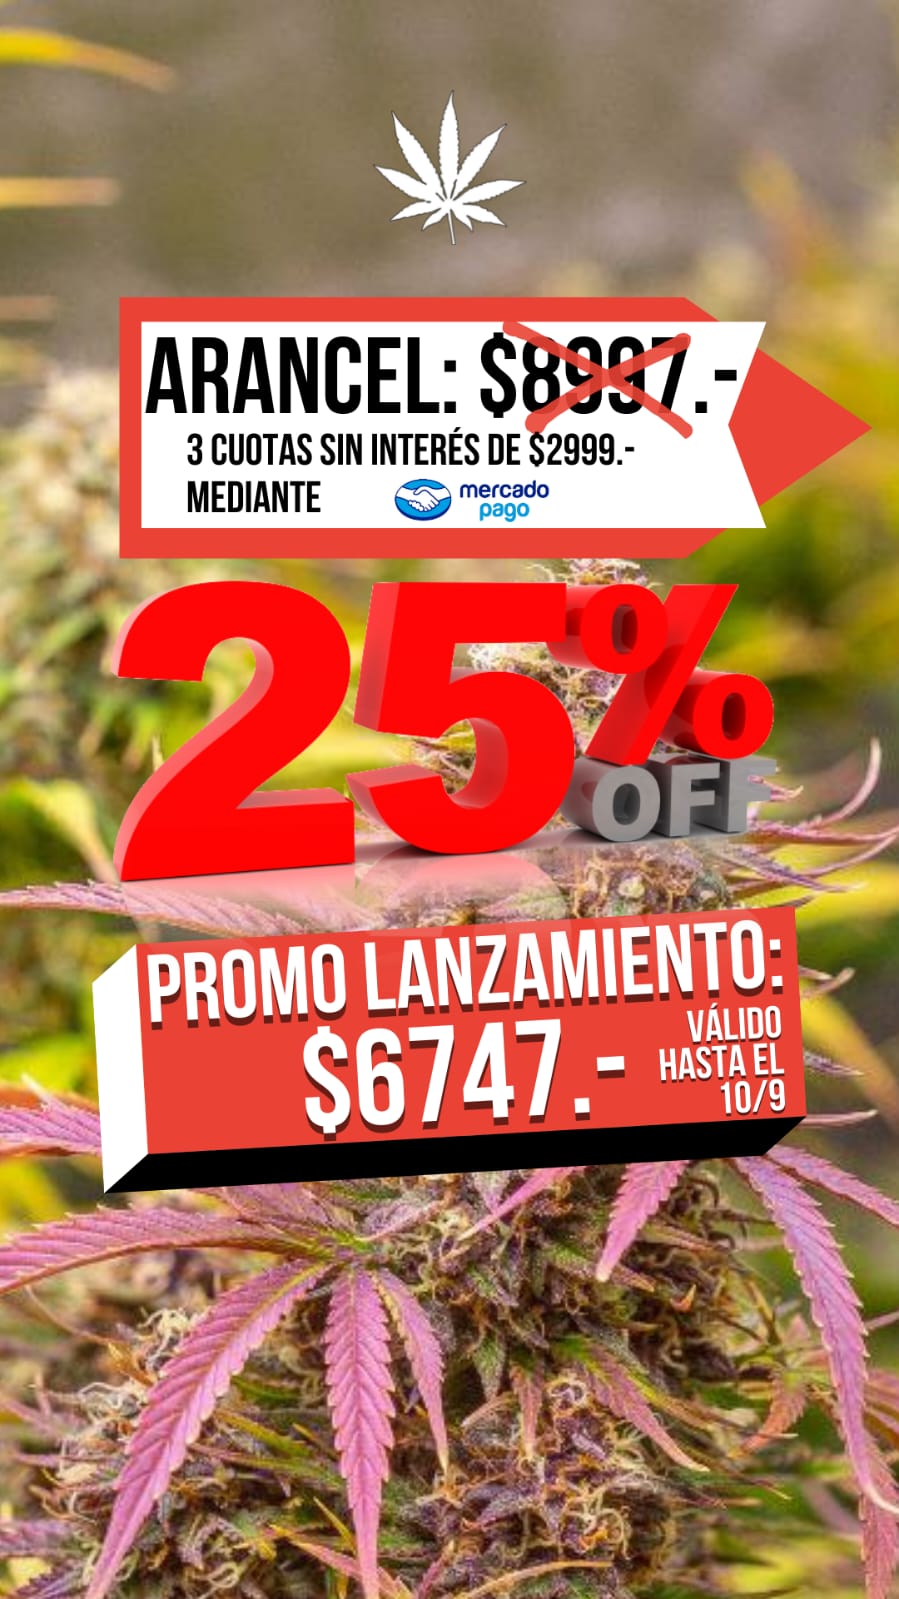 ARANCEL: $8997.-
3 CUOTAS SIN INTERÉS DE $2999.-
MEDIANTE mercado
pago
25%
OFF
PROMO LANZAMIENTO:
$6747.-
VÁLIDO
HASTA EL
10/9